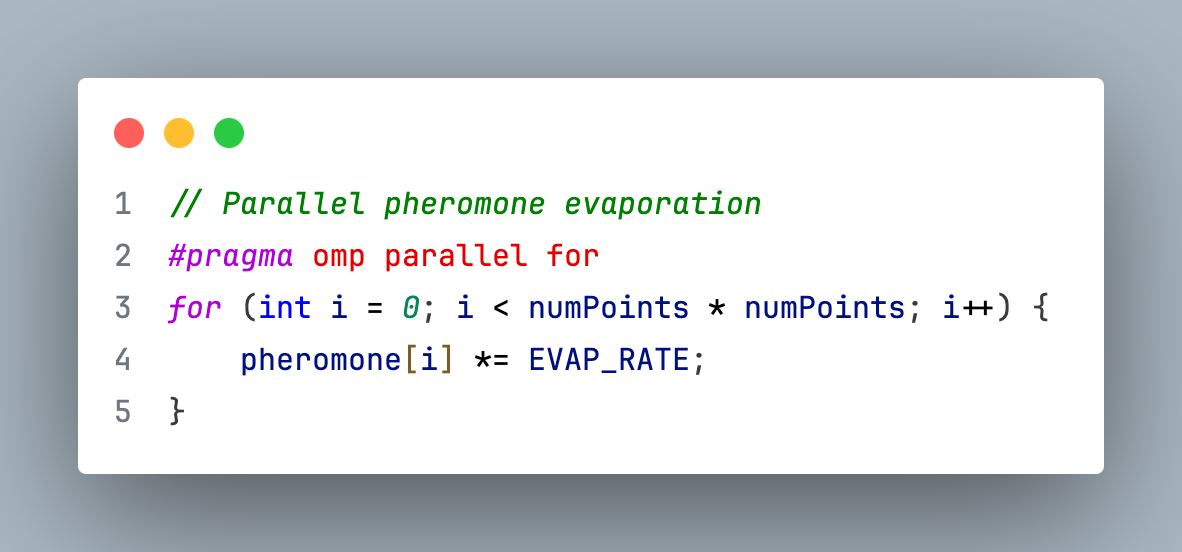 1 // Parallel pheromone evaporation
2 #pragma omp parallel for
3 for (int i = 0; i < numPoints * numPoints; i++) {
4     pheromone[i] *= EVAP_RATE;
5 }